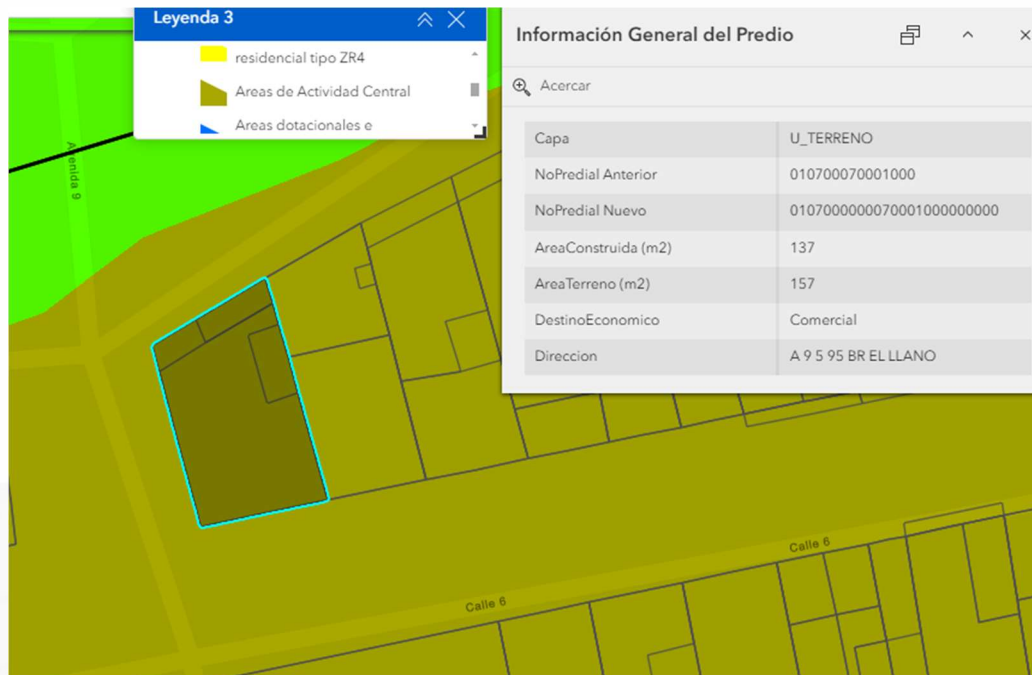 Leyenda 3
residencial tipo ZR4
Areas de Actividad Central
Areas dotacionales e
Información General del Predio
Acercar
Capa U_TERRENO
NoPredial Anterior 010700070001000
NoPredial Nuevo 0107000000070001000000000
AreaConstruida (m2) 137
AreaTerreno (m2) 157
DestinoEconomico Comercial
Direccion A 9 5 95 BR EL LLANO
Avenida 9
Calle 6
Calle 6